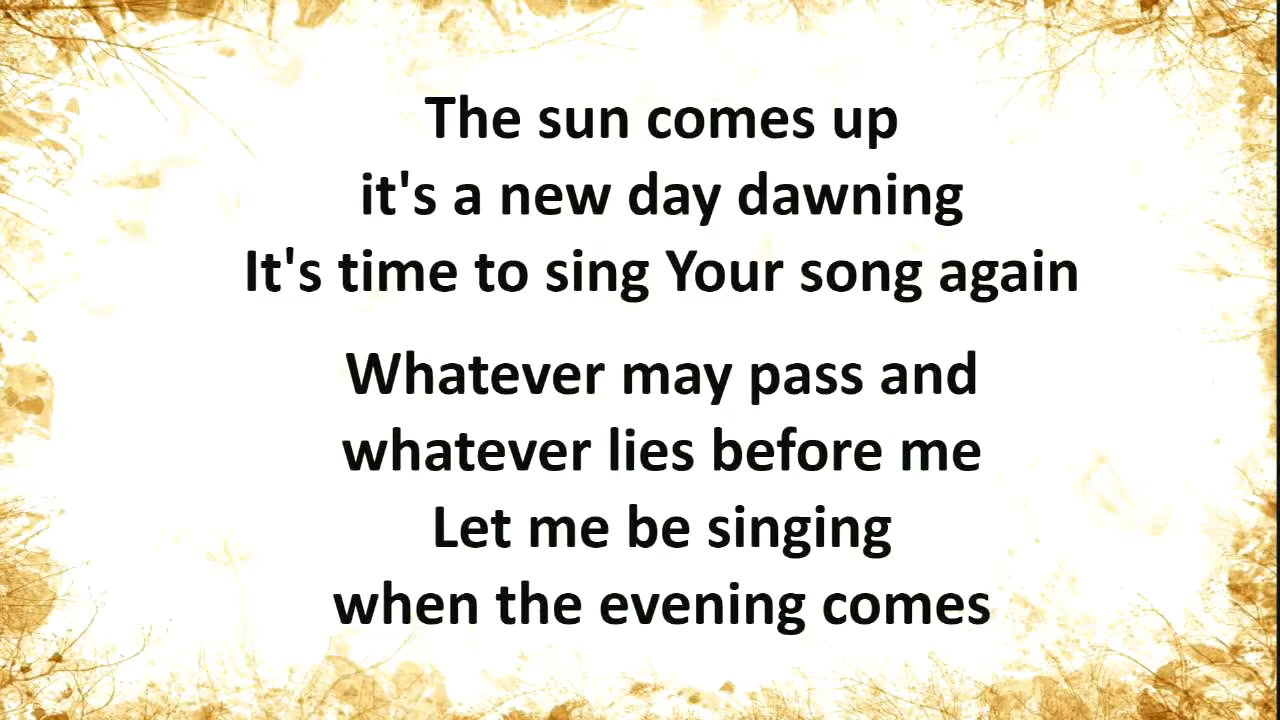 The sun comes up
it's a new day dawning
It's time to sing Your song again
Whatever may pass and
whatever lies before me
Let me be singing
when the evening comes